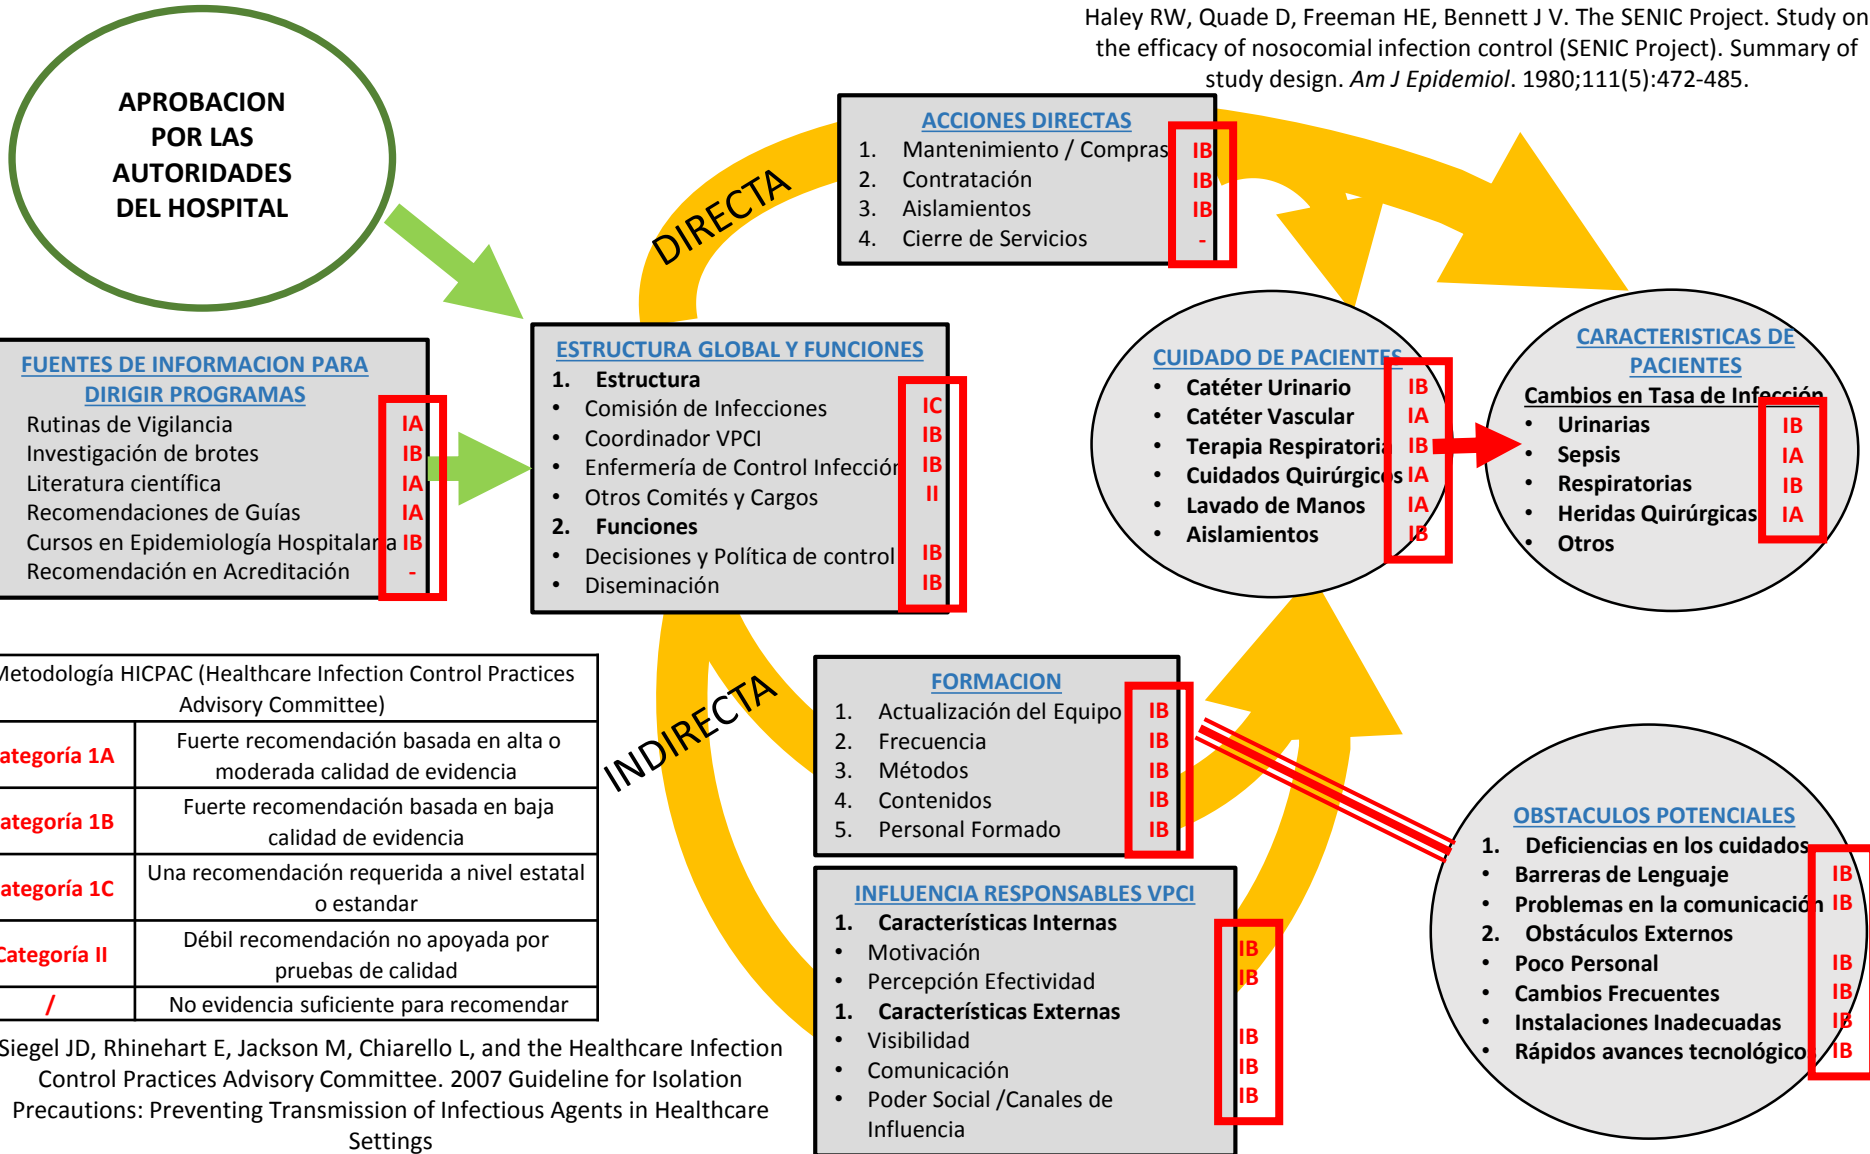 Haley RW, Quade D, Freeman HE, Bennett J V. The SENIC Project. Study on
the efficacy of nosocomial infection control (SENIC Project). Summary of
study design. Am J Epidemiol. 1980;111(5):472-485.
APROBACION
POR LAS
AUTORIDADES
DEL HOSPITAL
DIRECTA
ACCIONES DIRECTAS
1. Mantenimiento / Compras IB
2. Contratación IB
3. Aislamientos IB
4. Cierre de Servicios -
FUENTES DE INFORMACION PARA
DIRIGIR PROGRAMAS
Rutinas de Vigilancia IA
Investigación de brotes IB
Literatura científica IA
Recomendaciones de Guías IA
Cursos en Epidemiología Hospitalaria IB
Recomendación en Acreditación -
ESTRUCTURA GLOBAL Y FUNCIONES
1. Estructura
• Comisión de Infecciones IC
• Coordinador VPCI IB
• Enfermería de Control Infección IB
• Otros Comités y Cargos II
2. Funciones
• Decisiones y Política de control IB
• Diseminación IB
CUIDADO DE PACIENTES
• Catéter Urinario IB
• Catéter Vascular IA
• Terapia Respiratoria IB
• Cuidados Quirúrgicos IA
• Lavado de Manos IA
• Aislamientos IB
CARACTERISTICAS DE
PACIENTES
Cambios en Tasa de Infección
• Urinarias IB
• Sepsis IA
• Respiratorias IB
• Heridas Quirúrgicas IA
• Otros
Metodología HICPAC (Healthcare Infection Control Practices
Advisory Committee)
ategoría 1A Fuerte recomendación basada en alta o
moderada calidad de evidencia
ategoría 1B Fuerte recomendación basada en baja
calidad de evidencia
ategoría 1C Una recomendación requerida a nivel estatal
o estandar
Categoría II Débil recomendación no apoyada por
pruebas de calidad
/ No evidencia suficiente para recomendar
Siegel JD, Rhinehart E, Jackson M, Chiarello L, and the Healthcare Infection
Control Practices Advisory Committee. 2007 Guideline for Isolation
Precautions: Preventing Transmission of Infectious Agents in Healthcare
Settings
INDIRECTA
FORMACION
1. Actualización del Equipo IB
2. Frecuencia IB
3. Métodos IB
4. Contenidos IB
5. Personal Formado IB
INFLUENCIA RESPONSABLES VPCI
1. Características Internas
• Motivación IB
• Percepción Efectividad IB
1. Características Externas
• Visibilidad IB
• Comunicación IB
• Poder Social /Canales de IB
Influencia
OBSTACULOS POTENCIALES
1. Deficiencias en los cuidados
• Barreras de Lenguaje IB
• Problemas en la comunicación IB
2. Obstáculos Externos
• Poco Personal IB
• Cambios Frecuentes IB
• Instalaciones Inadecuadas IB
• Rápidos avances tecnológicos IB